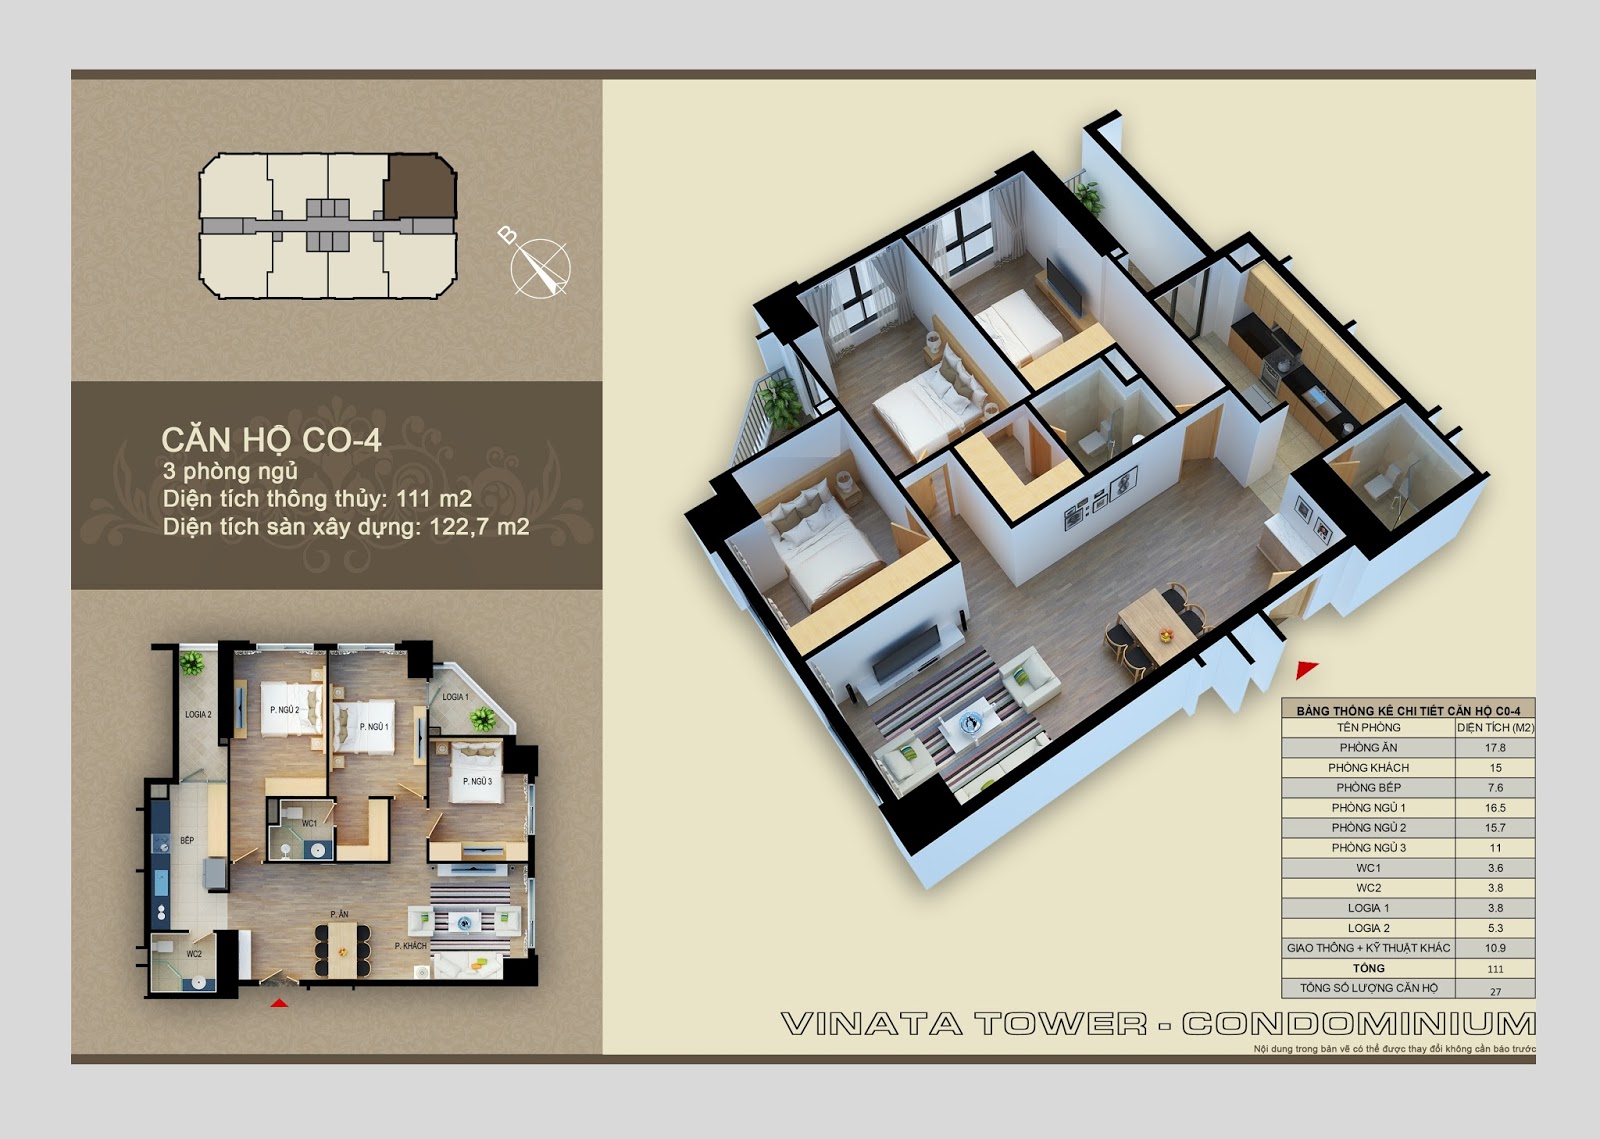 B
CĂN HỘ CO-4
3 phòng ngủ
Diện tích thông thủy: 111 m2
Diện tích sàn xây dựng: 122,7 m2
LOGIA 2
P. NGỦ 2
P. NGỦ 1
LOGIA 1
P. NGỦ 3
BẾP
WC1
P. ĂN
P. KHÁCH
WC2
BẢNG THỐNG KÊ CHI TIẾT CĂN HỘ C0-4
TÊN PHÒNG DIỆN TÍCH (M2)
PHÒNG ĂN 17.8
PHÒNG KHÁCH 15
PHÒNG BẾP 7.6
PHÒNG NGỦ 1 16.5
PHÒNG NGỦ 2 15.7
PHÒNG NGỦ 3 11
WC1 3.6
WC2 3.8
LOGIA 1 3.8
LOGIA 2 5.3
GIAO THÔNG + KỸ THUẬT KHÁC 10.9
TỔNG 111
TỔNG SỐ LƯỢNG CĂN HỘ 27
VINATA TOWER - CONDOMINIUM
Nội dung trong bản vẽ có thể được thay đổi không cần báo trước